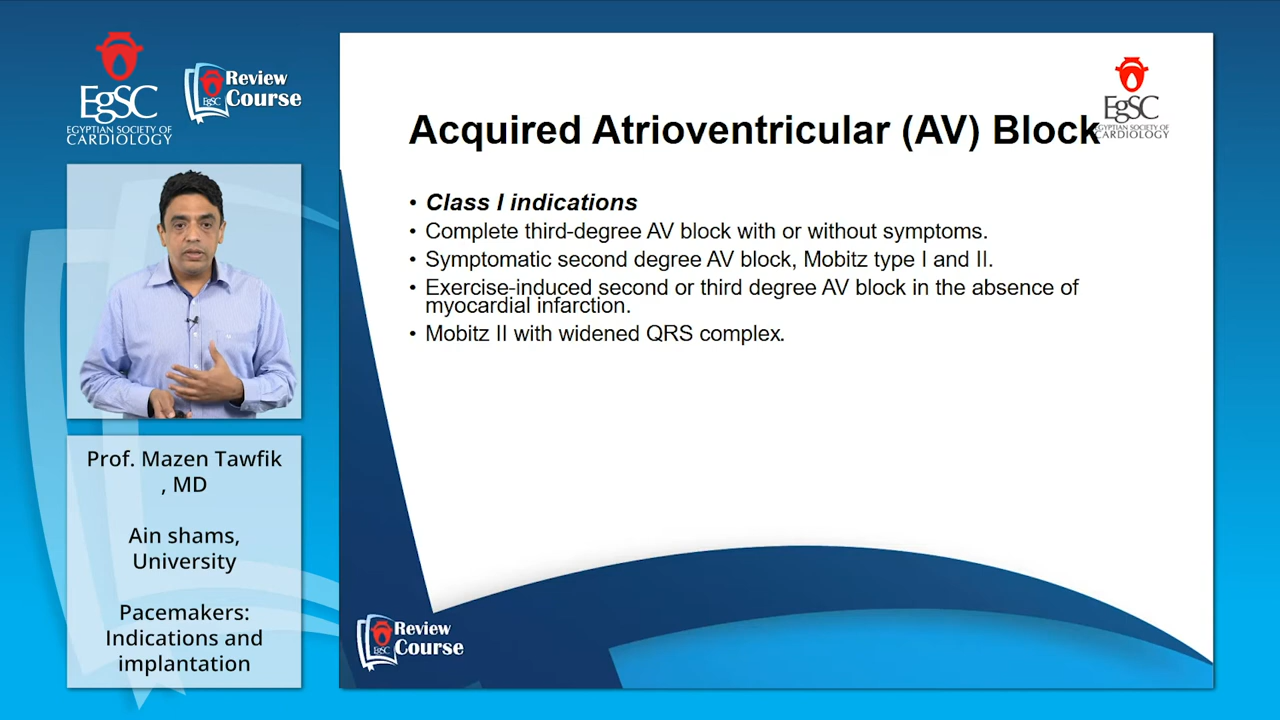 EgSC
EGYPTIAN SOCIETY OF
CARDIOLOGY
Review
Course
EgSC
Prof. Mazen Tawfik
, MD
Ain shams,
University
Pacemakers:
Indications and
implantation
EgSC
EGYPTIAN SOCIETY OF
CARDIOLOGY
Acquired Atrioventricular (AV) Block
• Class I indications
• Complete third-degree AV block with or without symptoms.
• Symptomatic second degree AV block, Mobitz type I and II.
• Exercise-induced second or third degree AV block in the absence of
myocardial infarction.
• Mobitz II with widened QRS complex.
Review
Course
EgSC